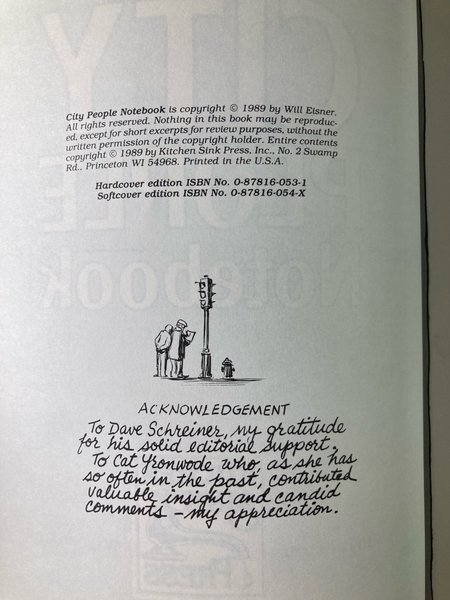 City People Notebook is copyright © 1989 by Will Eisner.
All rights reserved. Nothing in this book may be reproduc-
ed, except for short excerpts for review purposes, without the
written permission of the copyright holder. Entire contents
copyright © 1989 by Kitchen Sink Press, Inc., No. 2 Swamp
Rd., Princeton WI 54968. Printed in the U.S.A.
Hardcover edition ISBN No. 0-87816-053-1
Softcover edition ISBN No. 0-87816-054-X
ACKNOWLEDGEMENT
To Dave Schreiner, my gratitude
for his solid editorial support.
To Cat Yronwode who, as she has
so often in the past, contributed
valuable insight and candid
comments – my appreciation.